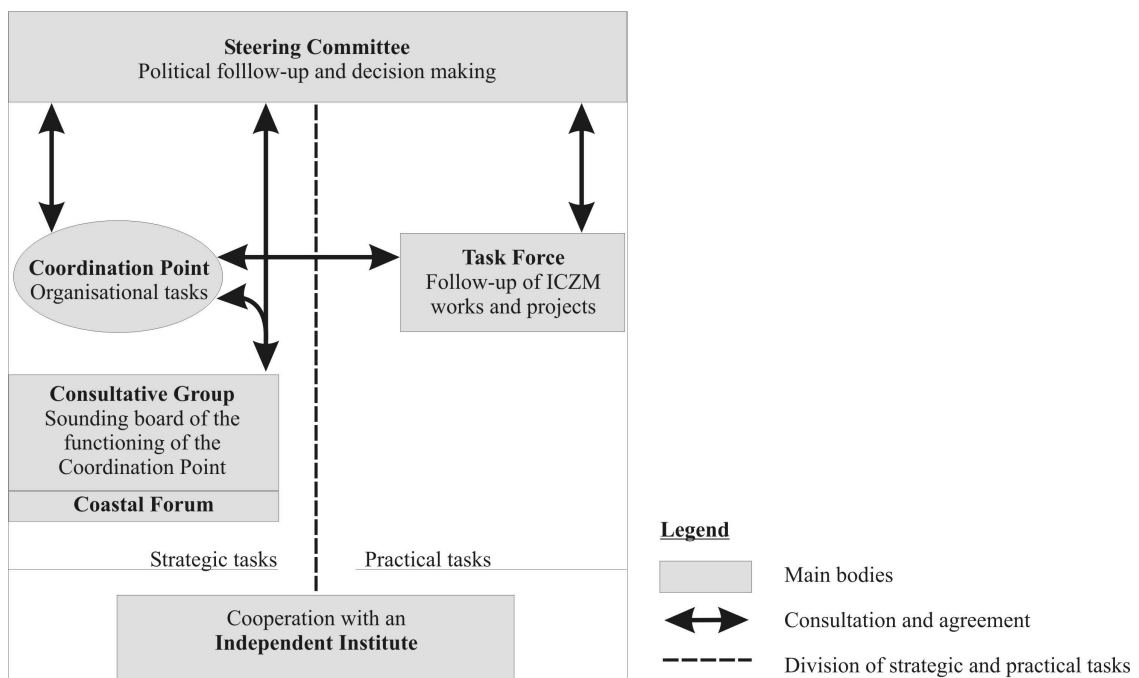 Steering Committee
Political folllow-up and decision making
Coordination Point
Organisational tasks
Task Force
Follow-up of ICZM
works and projects
Consultative Group
Sounding board of the
functioning of the
Coordination Point
Coastal Forum
Strategic tasks
Practical tasks
Cooperation with an
Independent Institute
Legend
Main bodies
Consultation and agreement
Division of strategic and practical tasks